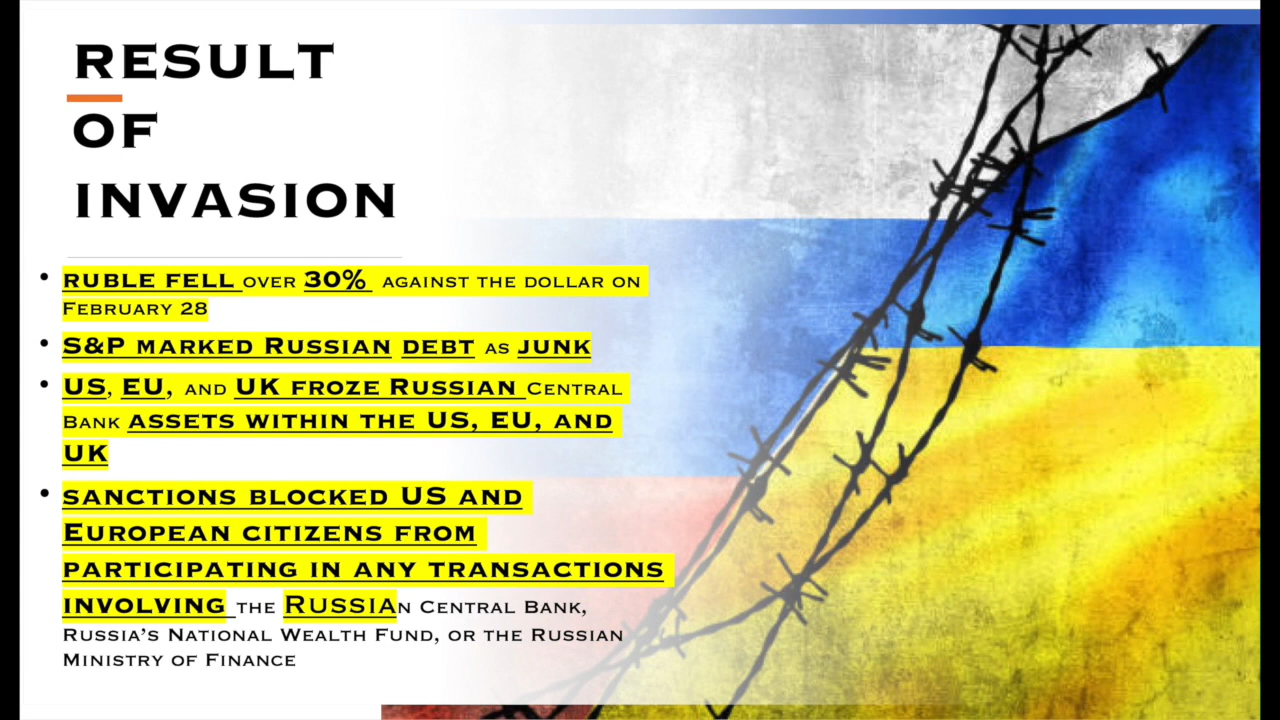 RESULT
OF
INVASION
• RUBLE FELL OVER 30% AGAINST THE DOLLAR ON
FEBRUARY 28
• S&P MARKED RUSSIAN DEBT AS JUNK
• US, EU, AND UK FROZE RUSSIAN CENTRAL
BANK ASSETS WITHIN THE US, EU, AND
UK
• SANCTIONS BLOCKED US AND
EUROPEAN CITIZENS FROM
PARTICIPATING IN ANY TRANSACTIONS
INVOLVING THE RUSSIAN CENTRAL BANK,
RUSSIA'S NATIONAL WEALTH FUND, OR THE RUSSIAN
MINISTRY OF FINANCE